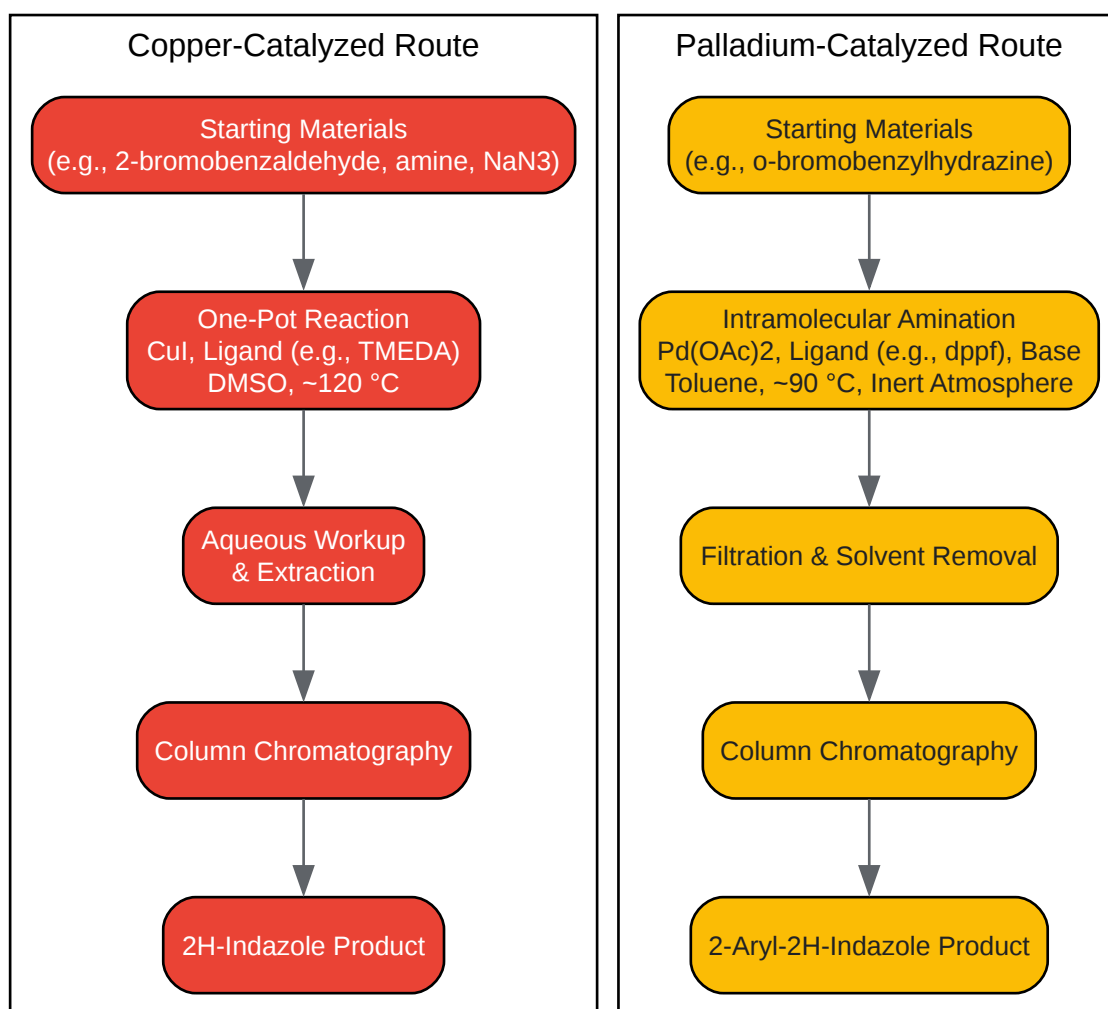 Copper-Catalyzed Route
Starting Materials
(e.g., 2-bromobenzaldehyde, amine, NaN3)
One-Pot Reaction
CuI, Ligand (e.g., TMEDA)
DMSO, ~120 °C
Aqueous Workup
& Extraction
Column Chromatography
2H-Indazole Product
Palladium-Catalyzed Route
Starting Materials
(e.g., o-bromobenzylhydrazine)
Intramolecular Amination
Pd(OAc)2, Ligand (e.g., dppf), Base
Toluene, ~90 °C, Inert Atmosphere
Filtration & Solvent Removal
Column Chromatography
2-Aryl-2H-Indazole Product